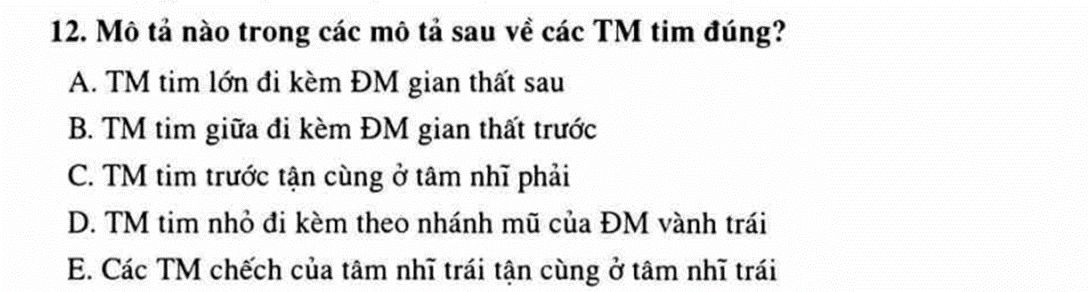 12. Mô tả nào trong các mô tả sau về các TM tim đúng?
A. TM tim lớn đi kèm ĐM gian thất sau
B. TM tim giữa đi kèm ĐM gian thất trước
C. TM tim trước tận cùng ở tâm nhĩ phải
D. TM tim nhỏ đi kèm theo nhánh mũ của ĐM vành trái
E. Các TM chếch của tâm nhĩ trái tận cùng ở tâm nhĩ trái